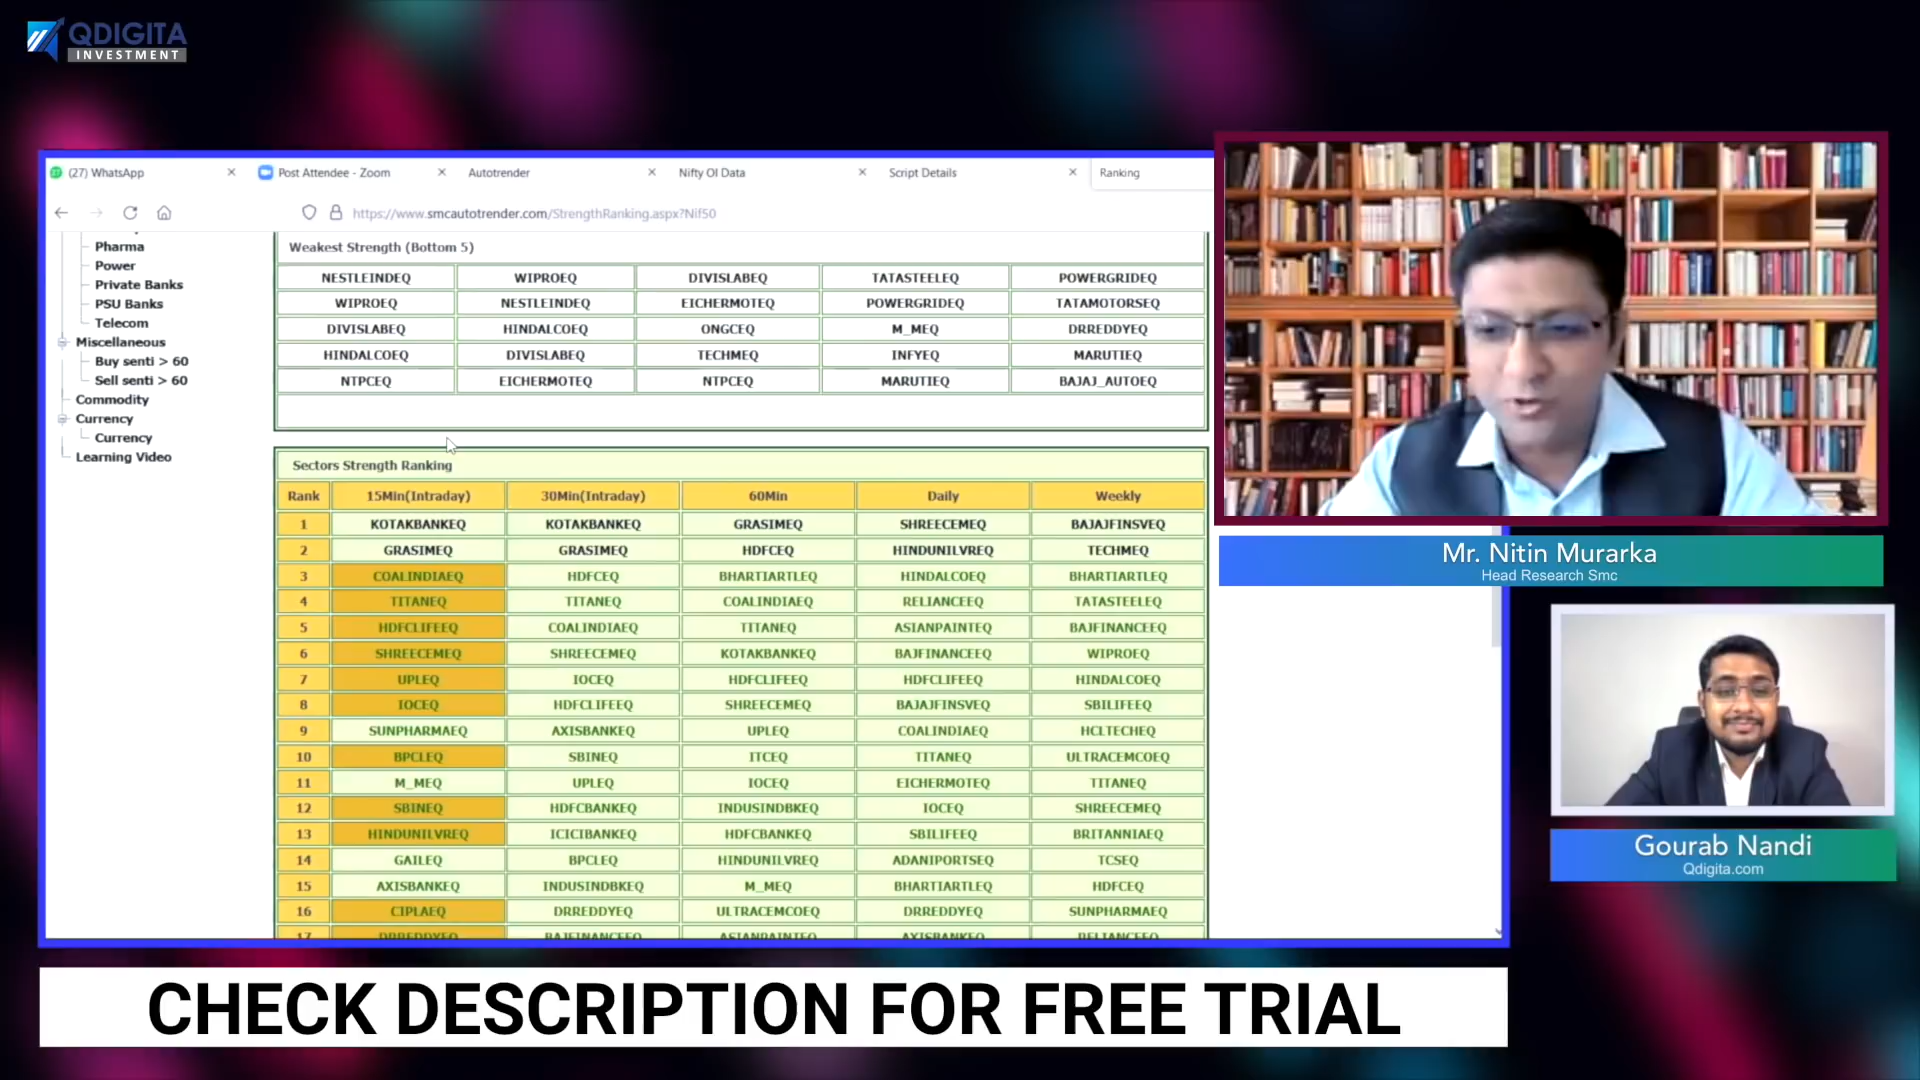 QDIGITA
INVESTMENT
(27) WhatsApp
Post Attendee - Zoom
Autotrender
Nifty OI Data
Script Details
Ranking
https://www.smcautotrender.com/StrengthRanking.aspx?Nif50
Pharma
Power
Private Banks
PSU Banks
Telecom
Miscellaneous
Buy senti > 60
Sell senti > 60
Commodity
Currency
Currency
Learning Video
Weakest Strength (Bottom 5)
NESTLEINDEQ WIPROEQ DIVISLABEQ TATASTEELEQ POWERGRIDEQ
WIPROEQ NESTLEINDEQ EICHERMOTEQ POWERGRIDEQ TATAMOTORSEQ
DIVISLABEQ HINDALCOEQ ONGCEQ M_MEQ DRREDDYEQ
HINDALCOEQ DIVISLABEQ TECHMEQ INFYEQ MARUTIEQ
NTPCEQ EICHERMOTEQ NTPCEQ MARUTIEQ BAJAJ_AUTOEQ
Sectors Strength Ranking
Rank 15Min(Intraday) 30Min(Intraday) 60Min Daily Weekly
1 KOTAKBANKEQ KOTAKBANKEQ GRASIMEQ SHREECEMEQ BAJAJFINSVEQ
2 GRASIMEQ GRASIMEQ HDFCEQ HINDUNILVREQ TECHMEQ
3 COALINDIAEQ HDFCEQ BHARTIARTLEQ HINDALCOEQ BHARTIARTLEQ
4 TITANEQ TITANEQ COALINDIAEQ RELIANCEEQ TATASTEELEQ
5 HDFCLIFEEQ COALINDIAEQ TITANEQ ASIANPAINTEQ BAJFINANCEEQ
6 SHREECEMEQ SHREECEMEQ KOTAKBANKEQ BAJFINANCEEQ WIPROEQ
7 UPLEQ IOCEQ HDFCLIFEEQ HDFCLIFEEQ HINDALCOEQ
8 IOCEQ HDFCLIFEEQ SHREECEMEQ BAJAJFINSVEQ SBILIFEEQ
9 SUNPHARMAEQ AXISBANKEQ UPLEQ COALINDIAEQ HCLTECHEQ
10 BPCLEQ SBINEQ ITCEQ TITANEQ ULTRACEMCOEQ
11 M_MEQ UPLEQ IOCEQ EICHERMOTEQ TITANEQ
12 SBINEQ HDFCBANKEQ INDUSINDBKEQ IOCEQ SHREECEMEQ
13 HINDUNILVREQ ICICIBANKEQ HDFCBANKEQ SBILIFEEQ BRITANNIAEQ
14 GAILEQ BPCLEQ HINDUNILVREQ ADANIPORTSEQ TCSEQ
15 AXISBANKEQ INDUSINDBKEQ M_MEQ BHARTIARTLEQ HDFCEQ
16 CIPLAEQ DRREDDYEQ ULTRACEMCOEQ DRREDDYEQ SUNPHARMAEQ
17 DRREDDYEQ BAJFINANCEEQ ASIANPAINTEQ AXISBANKEQ RELIANCEEQ
Mr. Nitin Murarka
Head Research Smc
Gourab Nandi
Qdigita.com
CHECK DESCRIPTION FOR FREE TRIAL